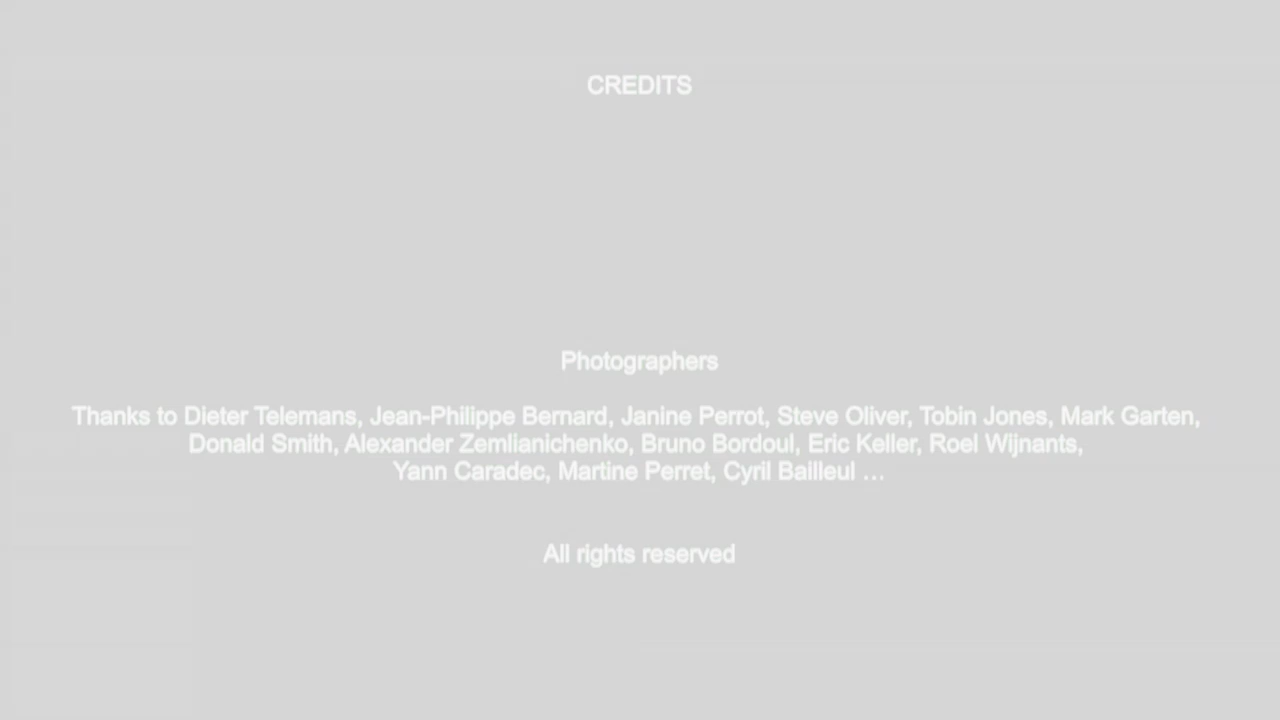 CREDITS
Photographers
Thanks to Dieter Telemans, Jean-Philippe Bernard, Janine Perrot, Steve Oliver, Tobin Jones, Mark Garten,
Donald Smith, Alexander Zemlianichenko, Bruno Bordoul, Eric Keller, Roel Wijnants,
Yann Caradec, Martine Perret, Cyril Bailleul ...
All rights reserved